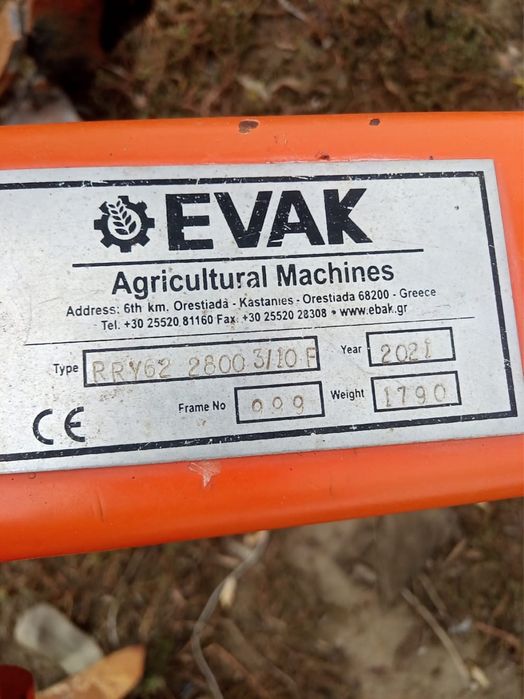 EVAK
Agricultural Machines
Address: 6th km. Orestiada - Kastanies - Orestiada 68200 - Greece
Tel. +30 25520 81160 Fax. +30 25520 28308 • www.ebak.gr
Type RRY62 2800 3/10 F Year 2021
Frame No 999 Weight 1790
CE